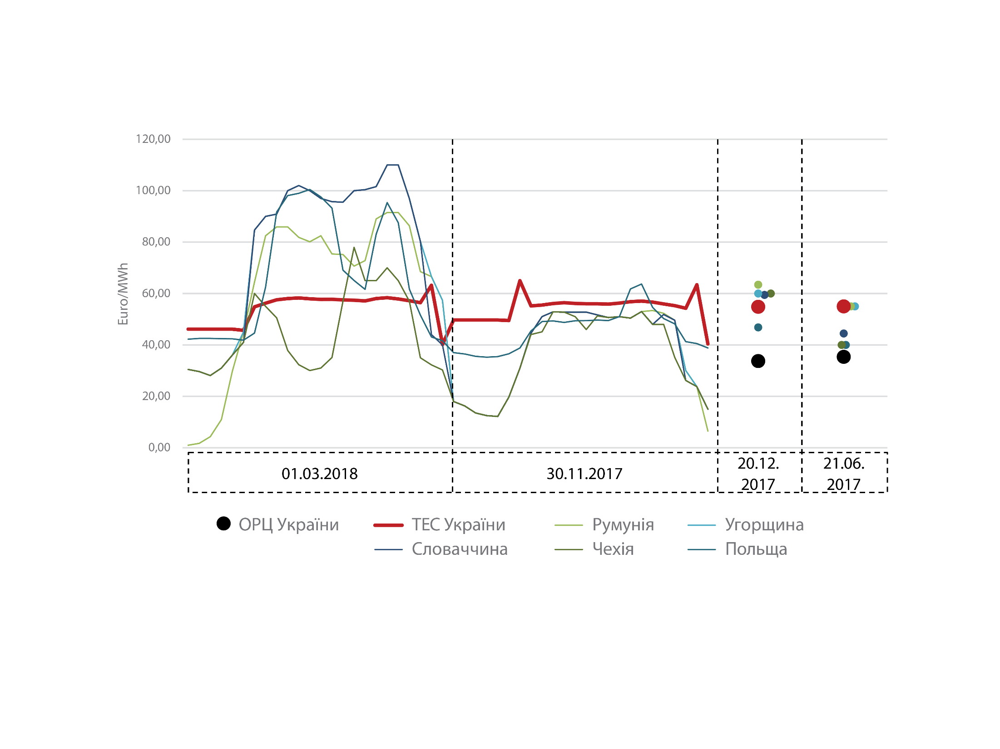 120,00
100,00
80,00
60,00
40,00
20,00
0,00
Euro/MWh
01.03.2018
30.11.2017
20.12.
2017
21.06.
2017
ОРЦ України
ТЕС України
Румунія
Угорщина
Словаччина
Чехія
Польща